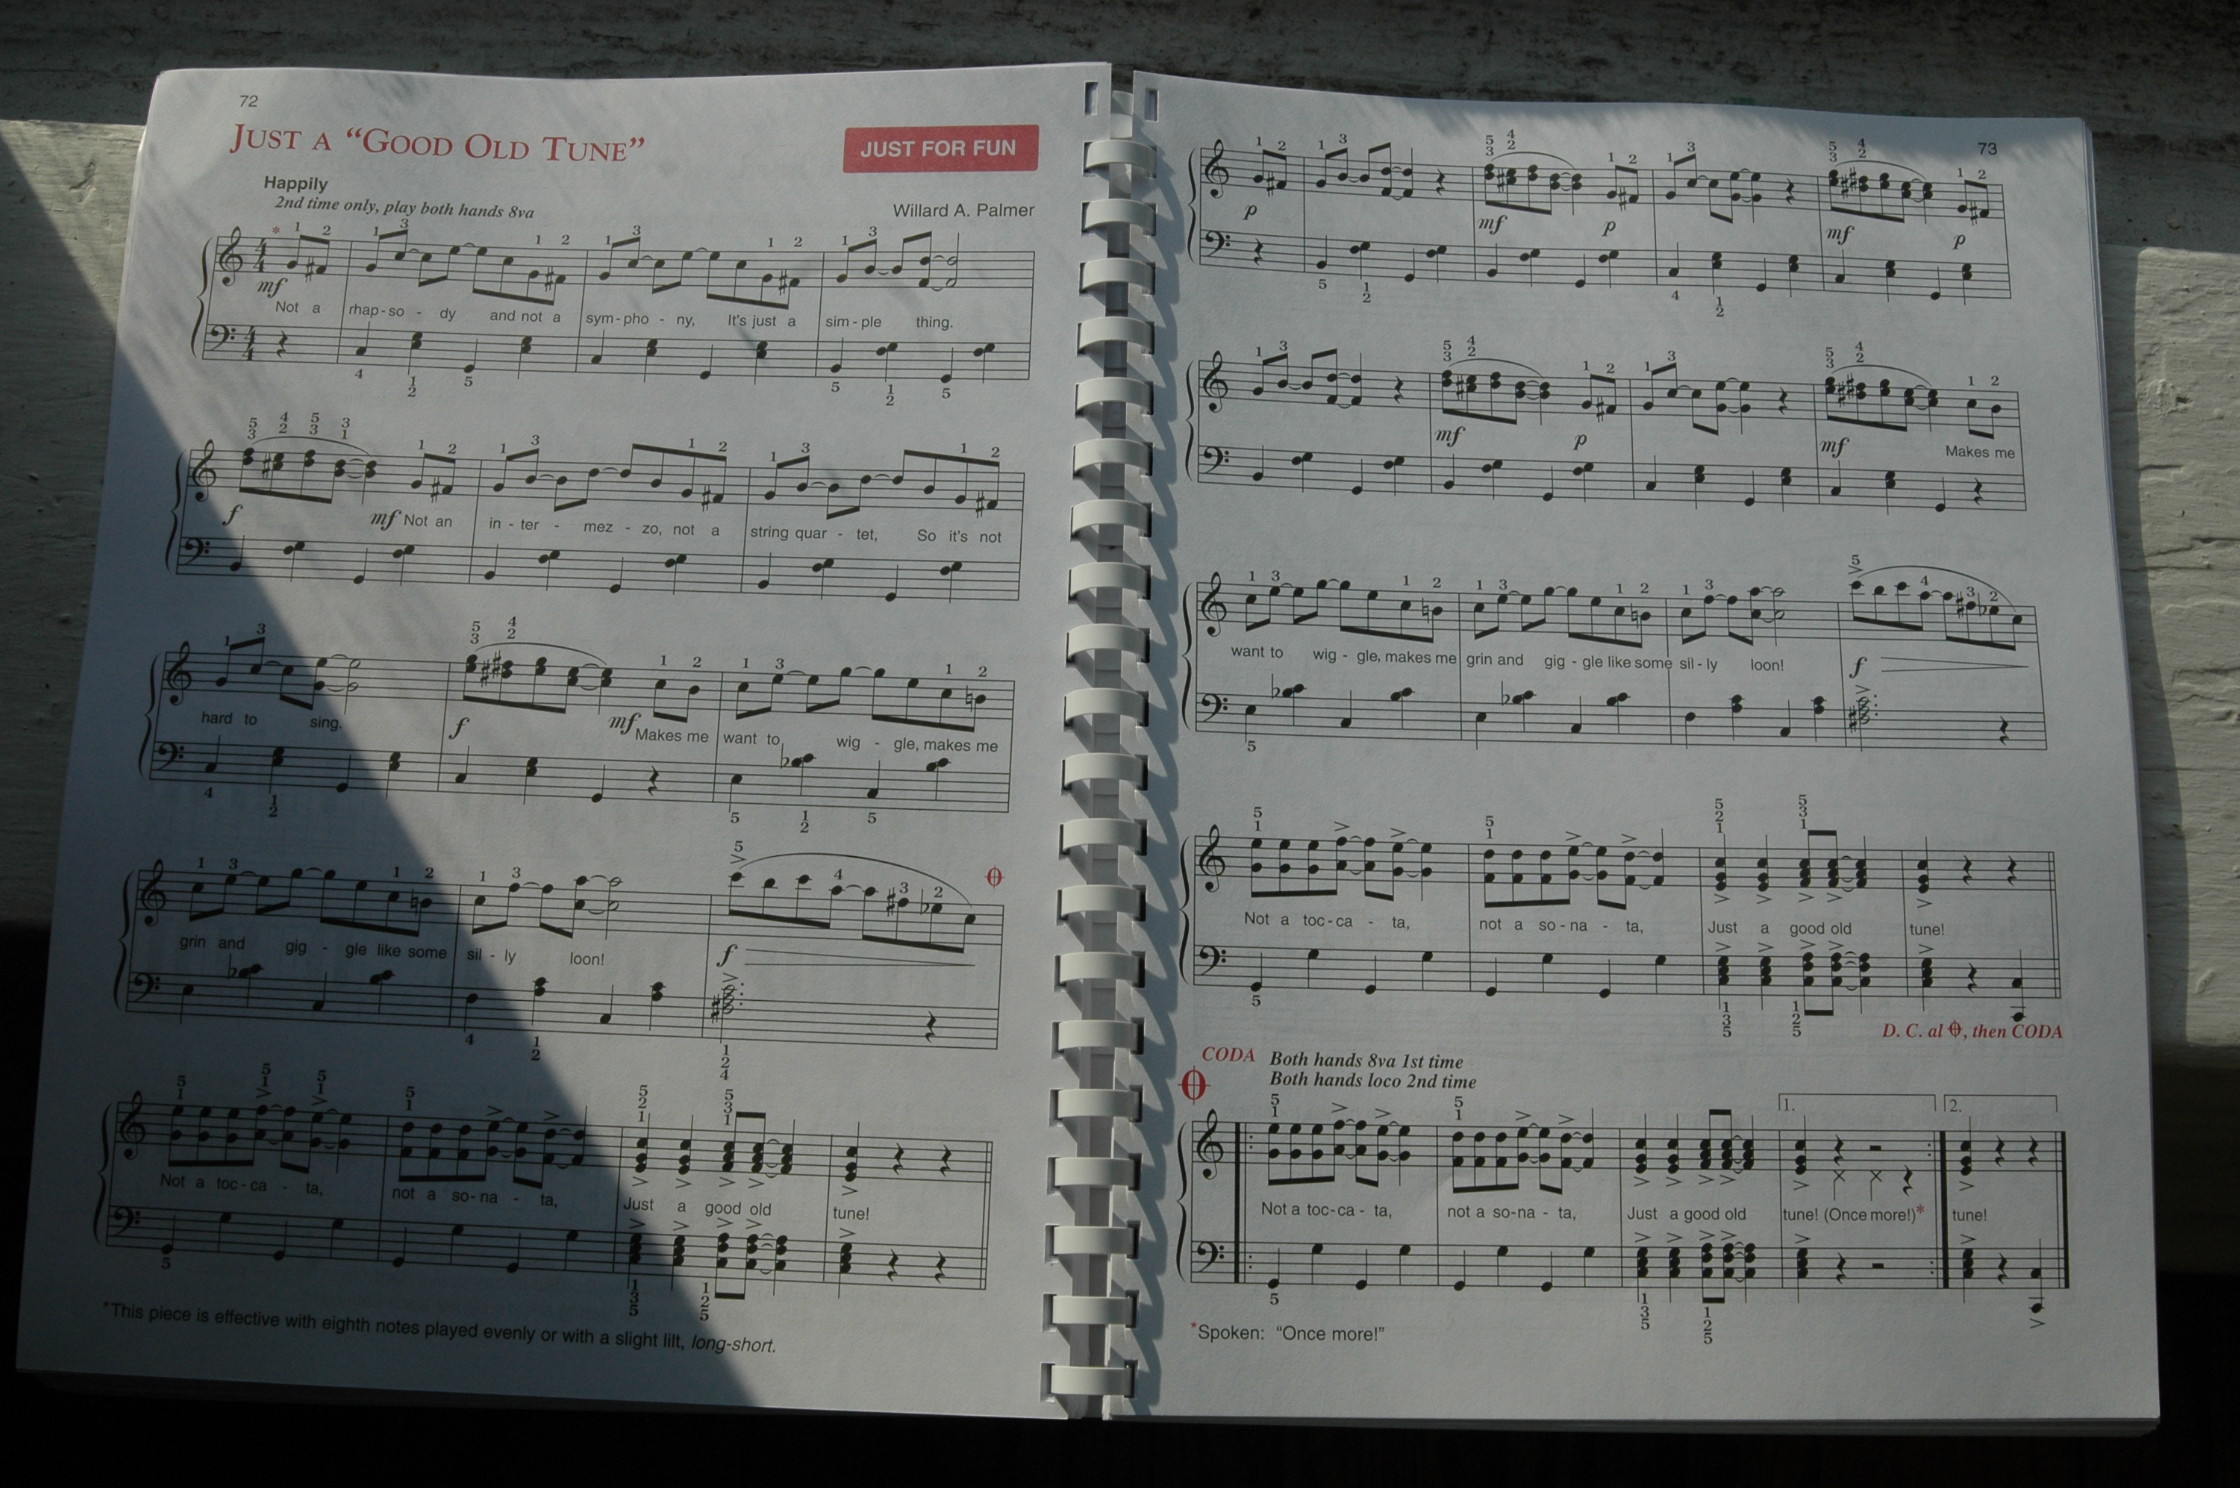 72
JUST A “GOOD OLD TUNE”
JUST FOR FUN
Happily
2nd time only, play both hands 8va
Willard A. Palmer
mf
Not a rhap - so - dy and not a sym - pho - ny, It's just a sim - ple thing.
f mf Not an in - ter - mez - zo, not a string quar - tet, So it's not
hard to sing. f mf Makes me want to wig - gle, makes me
grin and gig - gle like some sil - ly loon! f
Not a toc - ca - ta, not a so - na - ta, Just a good old tune!
*This piece is effective with eighth notes played evenly or with a slight lilt, long-short.
73
p mf p mf p
mf p mf Makes me
want to wig - gle, makes me grin and gig - gle like some sil - ly loon! f
Not a toc - ca - ta, not a so - na - ta, Just a good old tune!
D. C. al , then CODA
CODA Both hands 8va 1st time
Both hands loco 2nd time
1. 2.
Not a toc - ca - ta, not a so - na - ta, Just a good old tune! (Once more!)* tune!
*Spoken: “Once more!”